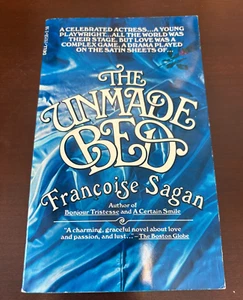 A CELEBRATED ACTRESS...A YOUNG
PLAYWRIGHT...ALL THE WORLD WAS
THEIR STAGE, BUT LOVE WAS A
COMPLEX GAME, A DRAMA PLAYED
ON THE SATIN SHEETS OF...
THE
UNMADE
BED
Francoise Sagan
Author of
Bonjour Tristesse and A Certain Smile
"A charming, graceful novel about love
and passion, and lust..."—The Boston Globe